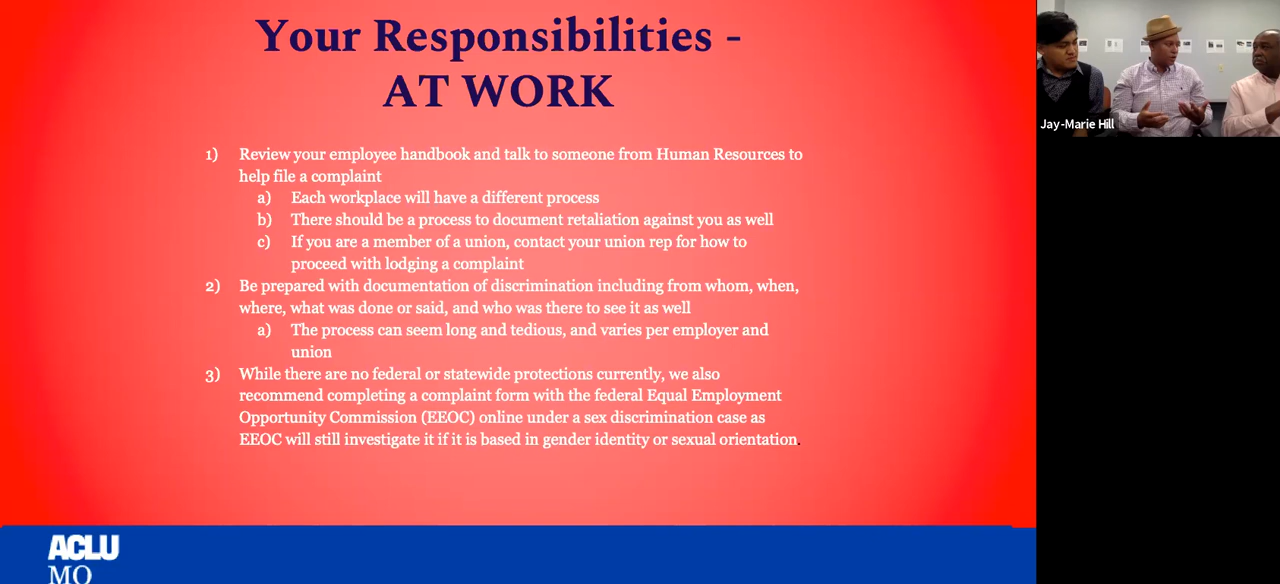 Your Responsibilities -
AT WORK
1) Review your employee handbook and talk to someone from Human Resources to
help file a complaint
a) Each workplace will have a different process
b) There should be a process to document retaliation against you as well
c) If you are a member of a union, contact your union rep for how to
proceed with lodging a complaint
2) Be prepared with documentation of discrimination including from whom, when,
where, what was done or said, and who was there to see it as well
a) The process can seem long and tedious, and varies per employer and
union
3) While there are no federal or statewide protections currently, we also
recommend completing a complaint form with the federal Equal Employment
Opportunity Commission (EEOC) online under a sex discrimination case as
EEOC will still investigate it if it is based in gender identity or sexual orientation.
ACLU
MO
Jay-Marie Hill